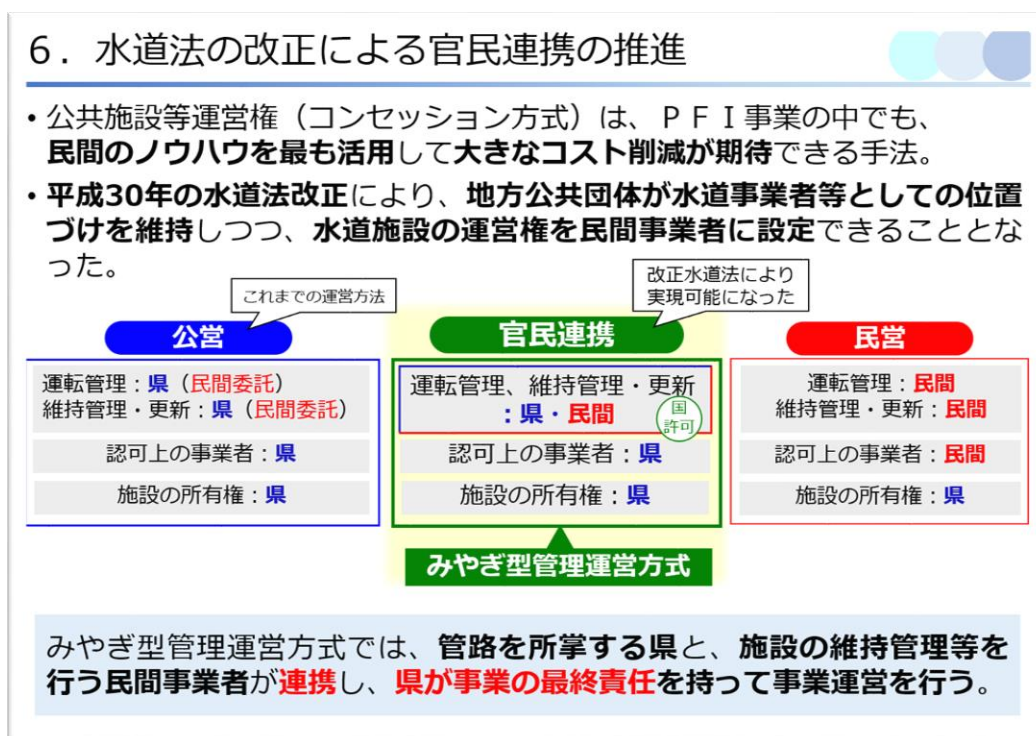 ６．水道法の改正による官民連携の推進
・公共施設等運営権（コンセッション方式）は、ＰＦＩ事業の中でも、
民間のノウハウを最も活用して大きなコスト削減が期待できる手法。
・平成30年の水道法改正により、地方公共団体が水道事業者等としての位置
づけを維持しつつ、水道施設の運営権を民間事業者に設定できることとな
った。
これまでの運営方法
改正水道法により
実現可能になった
公営
運転管理：県（民間委託）
維持管理・更新：県（民間委託）
認可上の事業者：県
施設の所有権：県
官民連携
運転管理、維持管理・更新
：県・民間
国
許可
認可上の事業者：県
施設の所有権：県
みやぎ型管理運営方式
民営
運転管理：民間
維持管理・更新：民間
認可上の事業者：民間
施設の所有権：県
みやぎ型管理運営方式では、管路を所掌する県と、施設の維持管理等を
行う民間事業者が連携し、県が事業の最終責任を持って事業運営を行う。